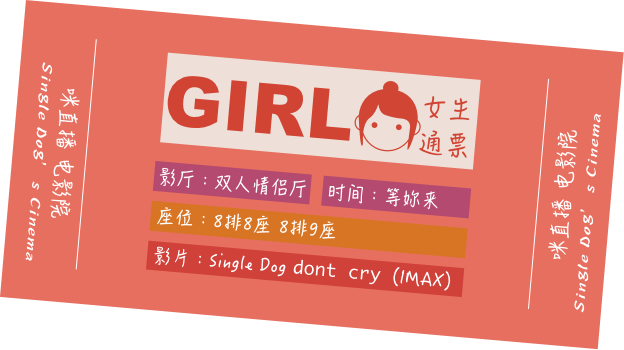 咪直播 电影院
Single Dog's Cinema
GIRL
女生
通票
影厅：双人情侣厅
时间：等妳来
座位：8排8座 8排9座
影片：Single Dog dont cry (IMAX)
咪直播 电影院
Single Dog's Cinema